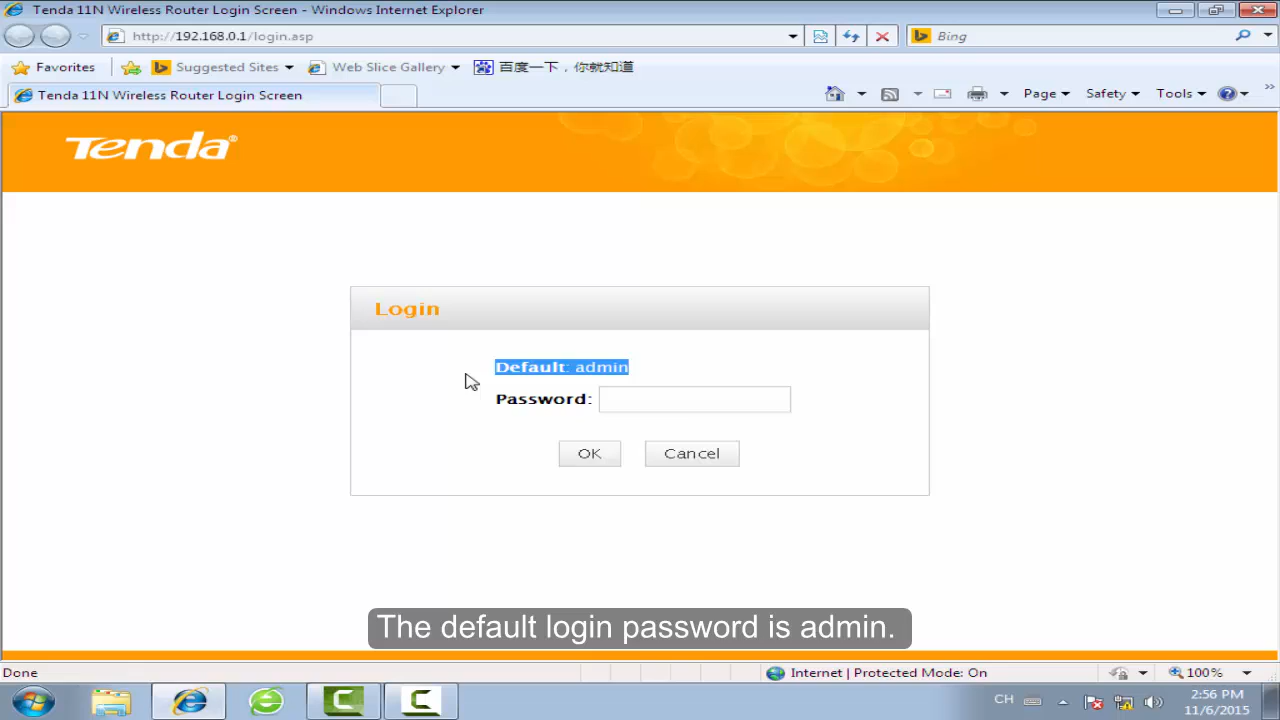 Tenda 11N Wireless Router Login Screen - Windows Internet Explorer
http://192.168.0.1/login.asp
Bing
Favorites
Suggested Sites
Web Slice Gallery
百度一下，你就知道
Tenda 11N Wireless Router Login Screen
Page
Safety
Tools
Tenda®
Login
Default: admin
Password:
OK
Cancel
The default login password is admin.
Done
Internet | Protected Mode: On
100%
CH
2:56 PM
11/6/2015